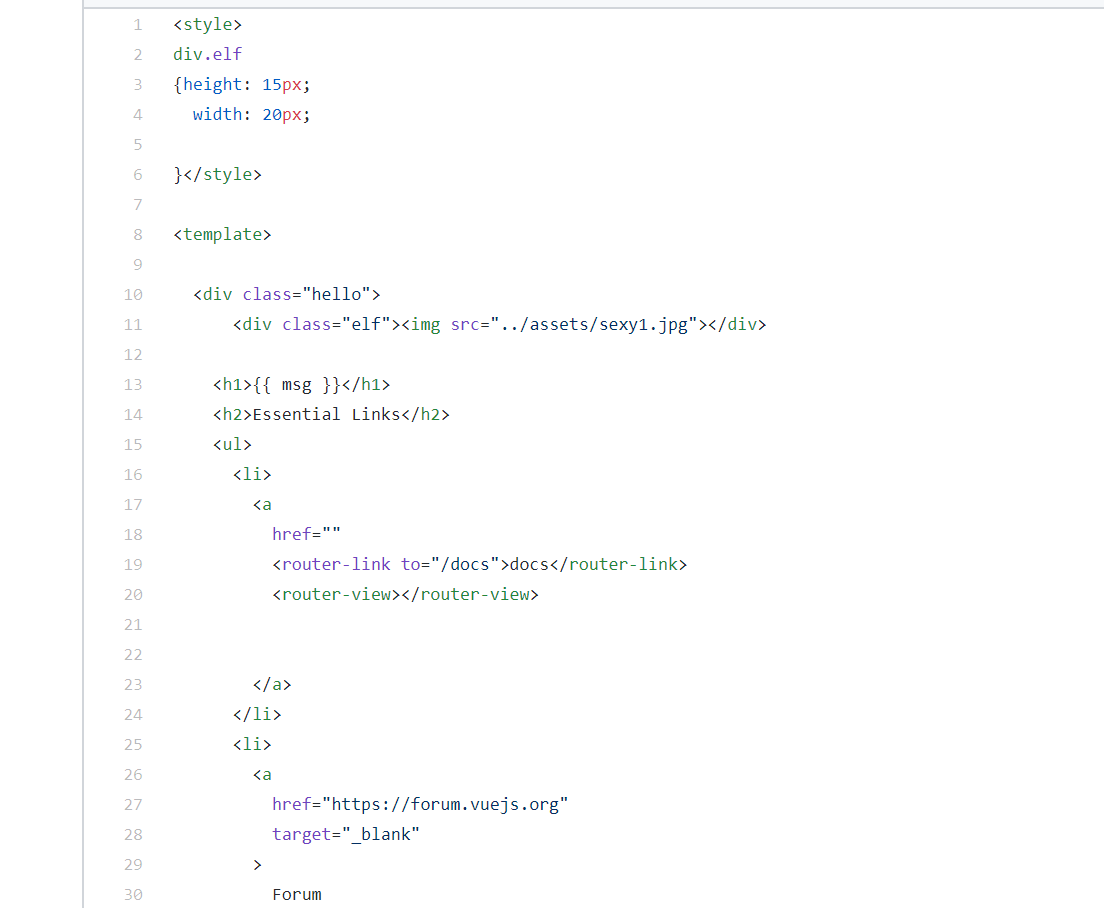 1 <style>
2 div.elf
3 {height: 15px;
4   width: 20px;
5
6 }</style>
7
8 <template>
9
10   <div class="hello">
11       <div class="elf"><img src="../assets/sexy1.jpg"></div>
12
13     <h1>{{ msg }}</h1>
14     <h2>Essential Links</h2>
15     <ul>
16       <li>
17         <a
18           href=""
19           <router-link to="/docs">docs</router-link>
20           <router-view></router-view>
21
22
23         </a>
24       </li>
25       <li>
26         <a
27           href="https://forum.vuejs.org"
28           target="_blank"
29         >
30           Forum